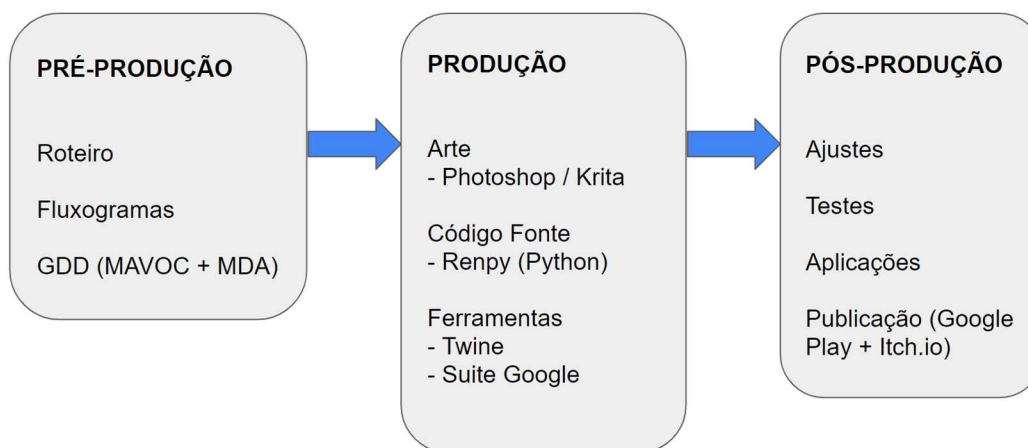 PRÉ-PRODUÇÃO
Roteiro
Fluxogramas
GDD (MAVOC + MDA)
PRODUÇÃO
Arte
- Photoshop / Krita
Código Fonte
- Renpy (Python)
Ferramentas
- Twine
- Suite Google
PÓS-PRODUÇÃO
Ajustes
Testes
Aplicações
Publicação (Google
Play + Itch.io)